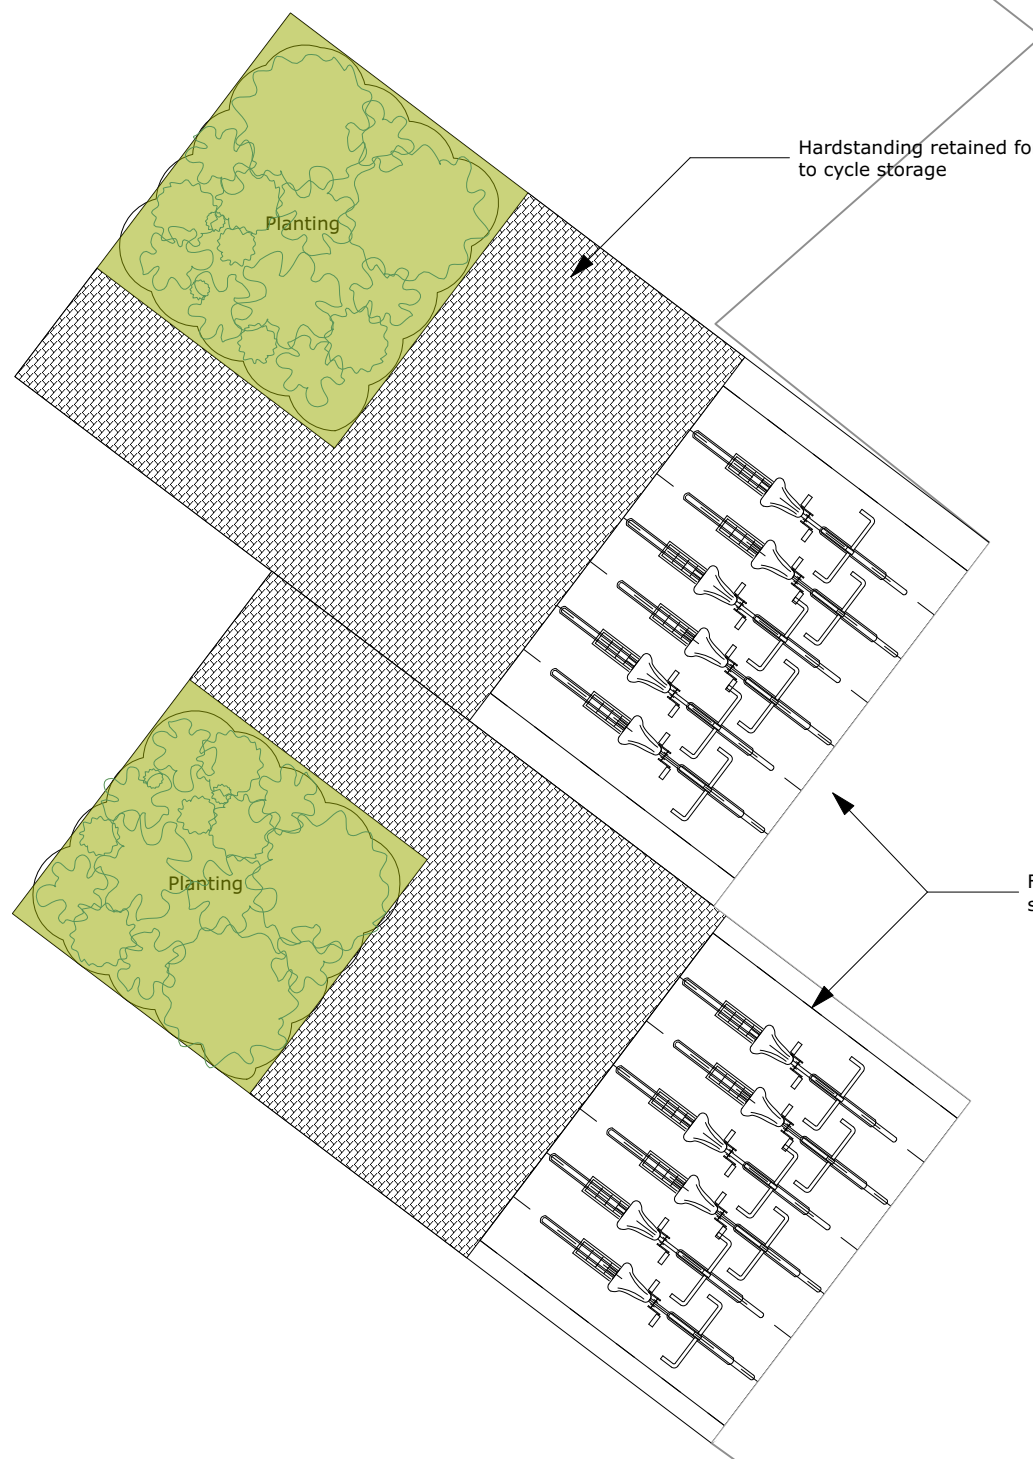 Hardstanding retained fo
to cycle storage
Planting
Planting
F
s